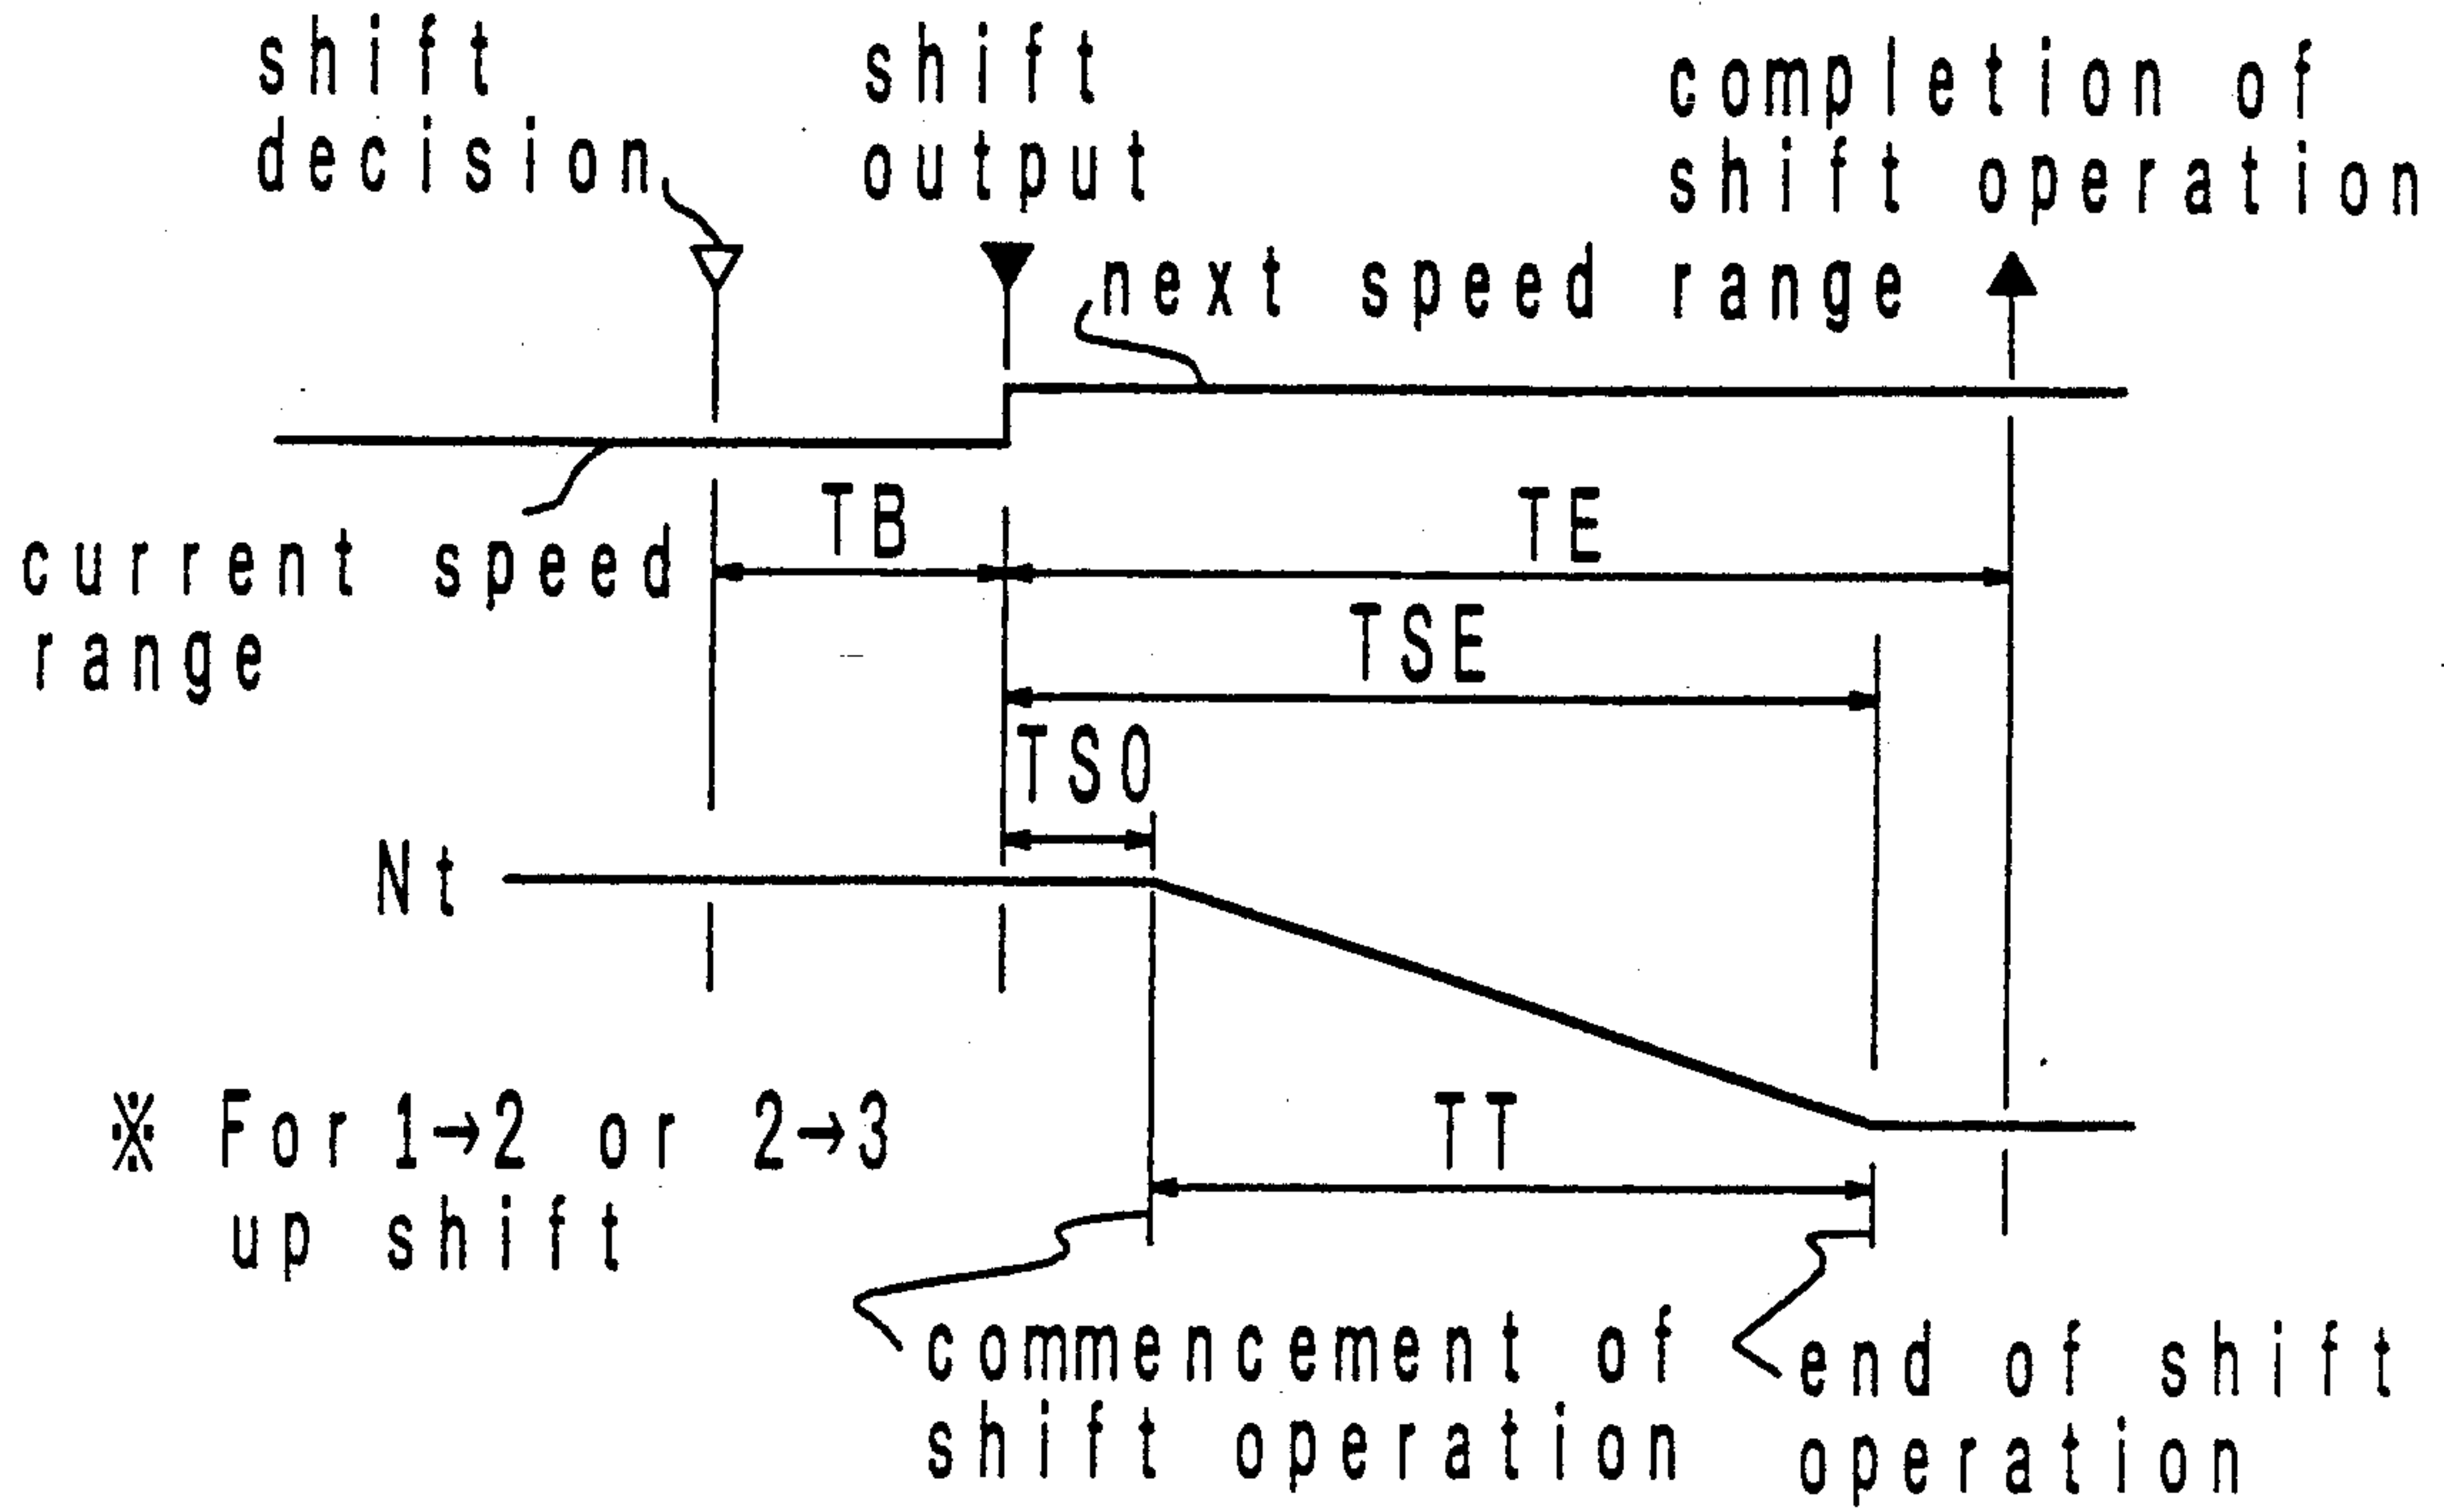 shift
decision
shift
output
completion of
shift operation
next speed range
current speed
range
TB
TE
TSE
TSO
Nt
※ For 1→2 or 2→3
up shift
TT
commencement of
shift operation
end of shift
operation